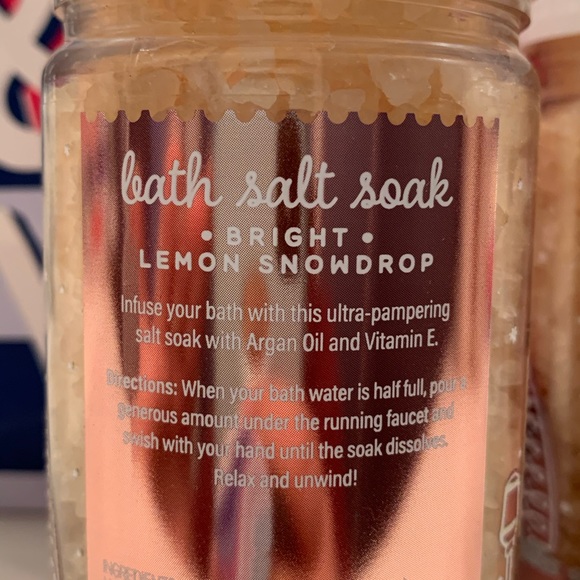 bath salt soak
• BRIGHT •
LEMON SNOWDROP
Infuse your bath with this ultra-pampering
salt soak with Argan Oil and Vitamin E.
Directions: When your bath water is half full, pour a
generous amount under the running faucet and
swish with your hand until the soak dissolves.
Relax and unwind!